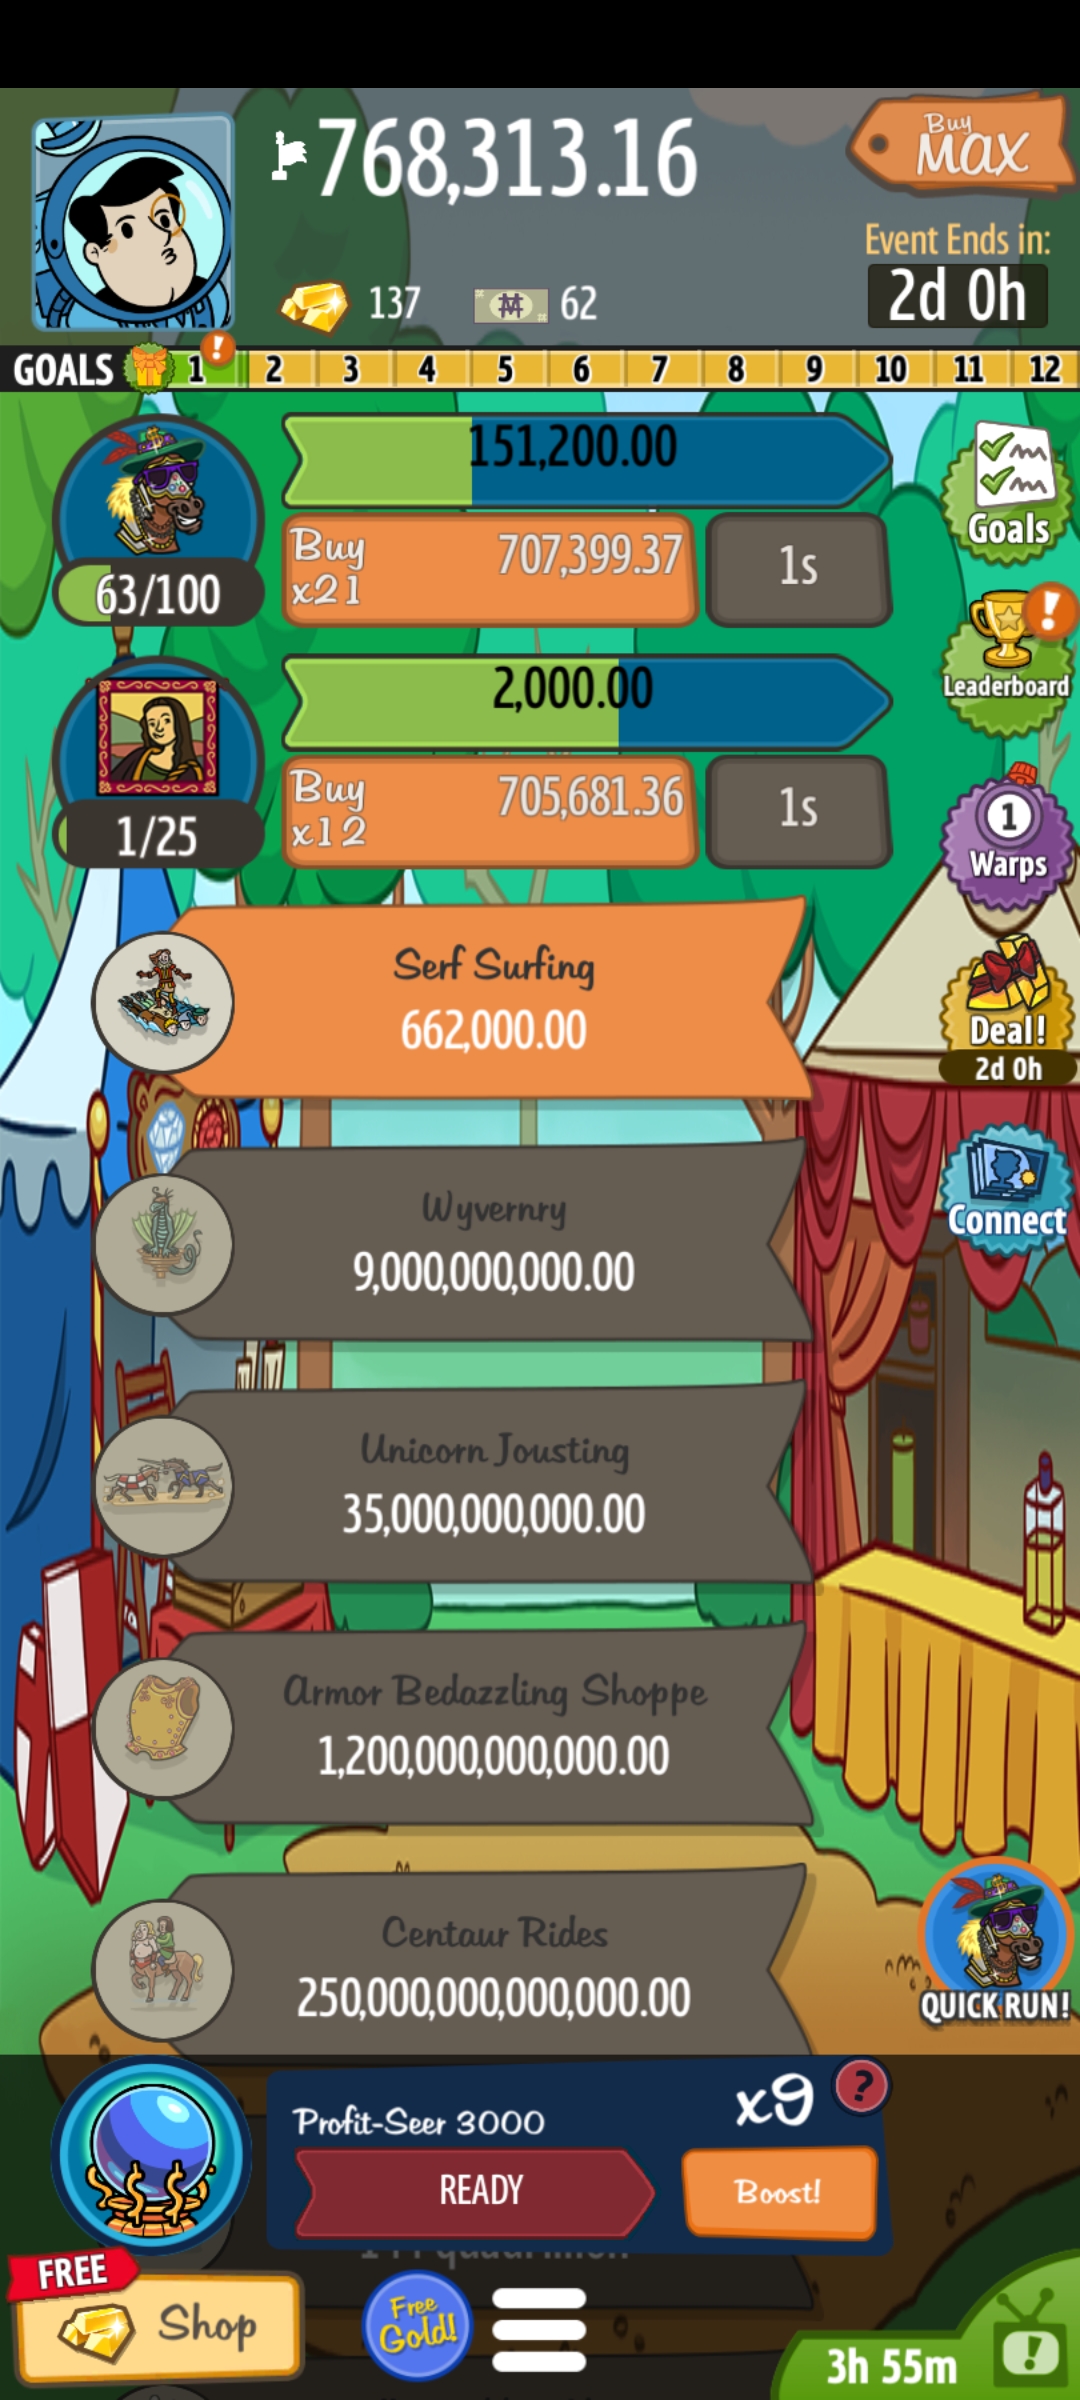 768,313.16
Buy
MAX
Event Ends in:
2d 0h
137
62
GOALS 1 2 3 4 5 6 7 8 9 10 11 12
151,200.00
Buy
x21
707,399.37
1s
63/100
Goals
2,000.00
Buy
x12
705,681.36
1s
1/25
Leaderboard
1
Warps
Serf Surfing
662,000.00
Deal!
2d 0h
Wyvernry
9,000,000,000.00
Connect
Unicorn Jousting
35,000,000,000.00
Armor Bedazzling Shoppe
1,200,000,000,000.00
Centaur Rides
250,000,000,000,000.00
QUICK RUN!
Profit-Seer 3000
x9
?
READY
Boost!
FREE
Shop
Free
Gold!
3h 55m